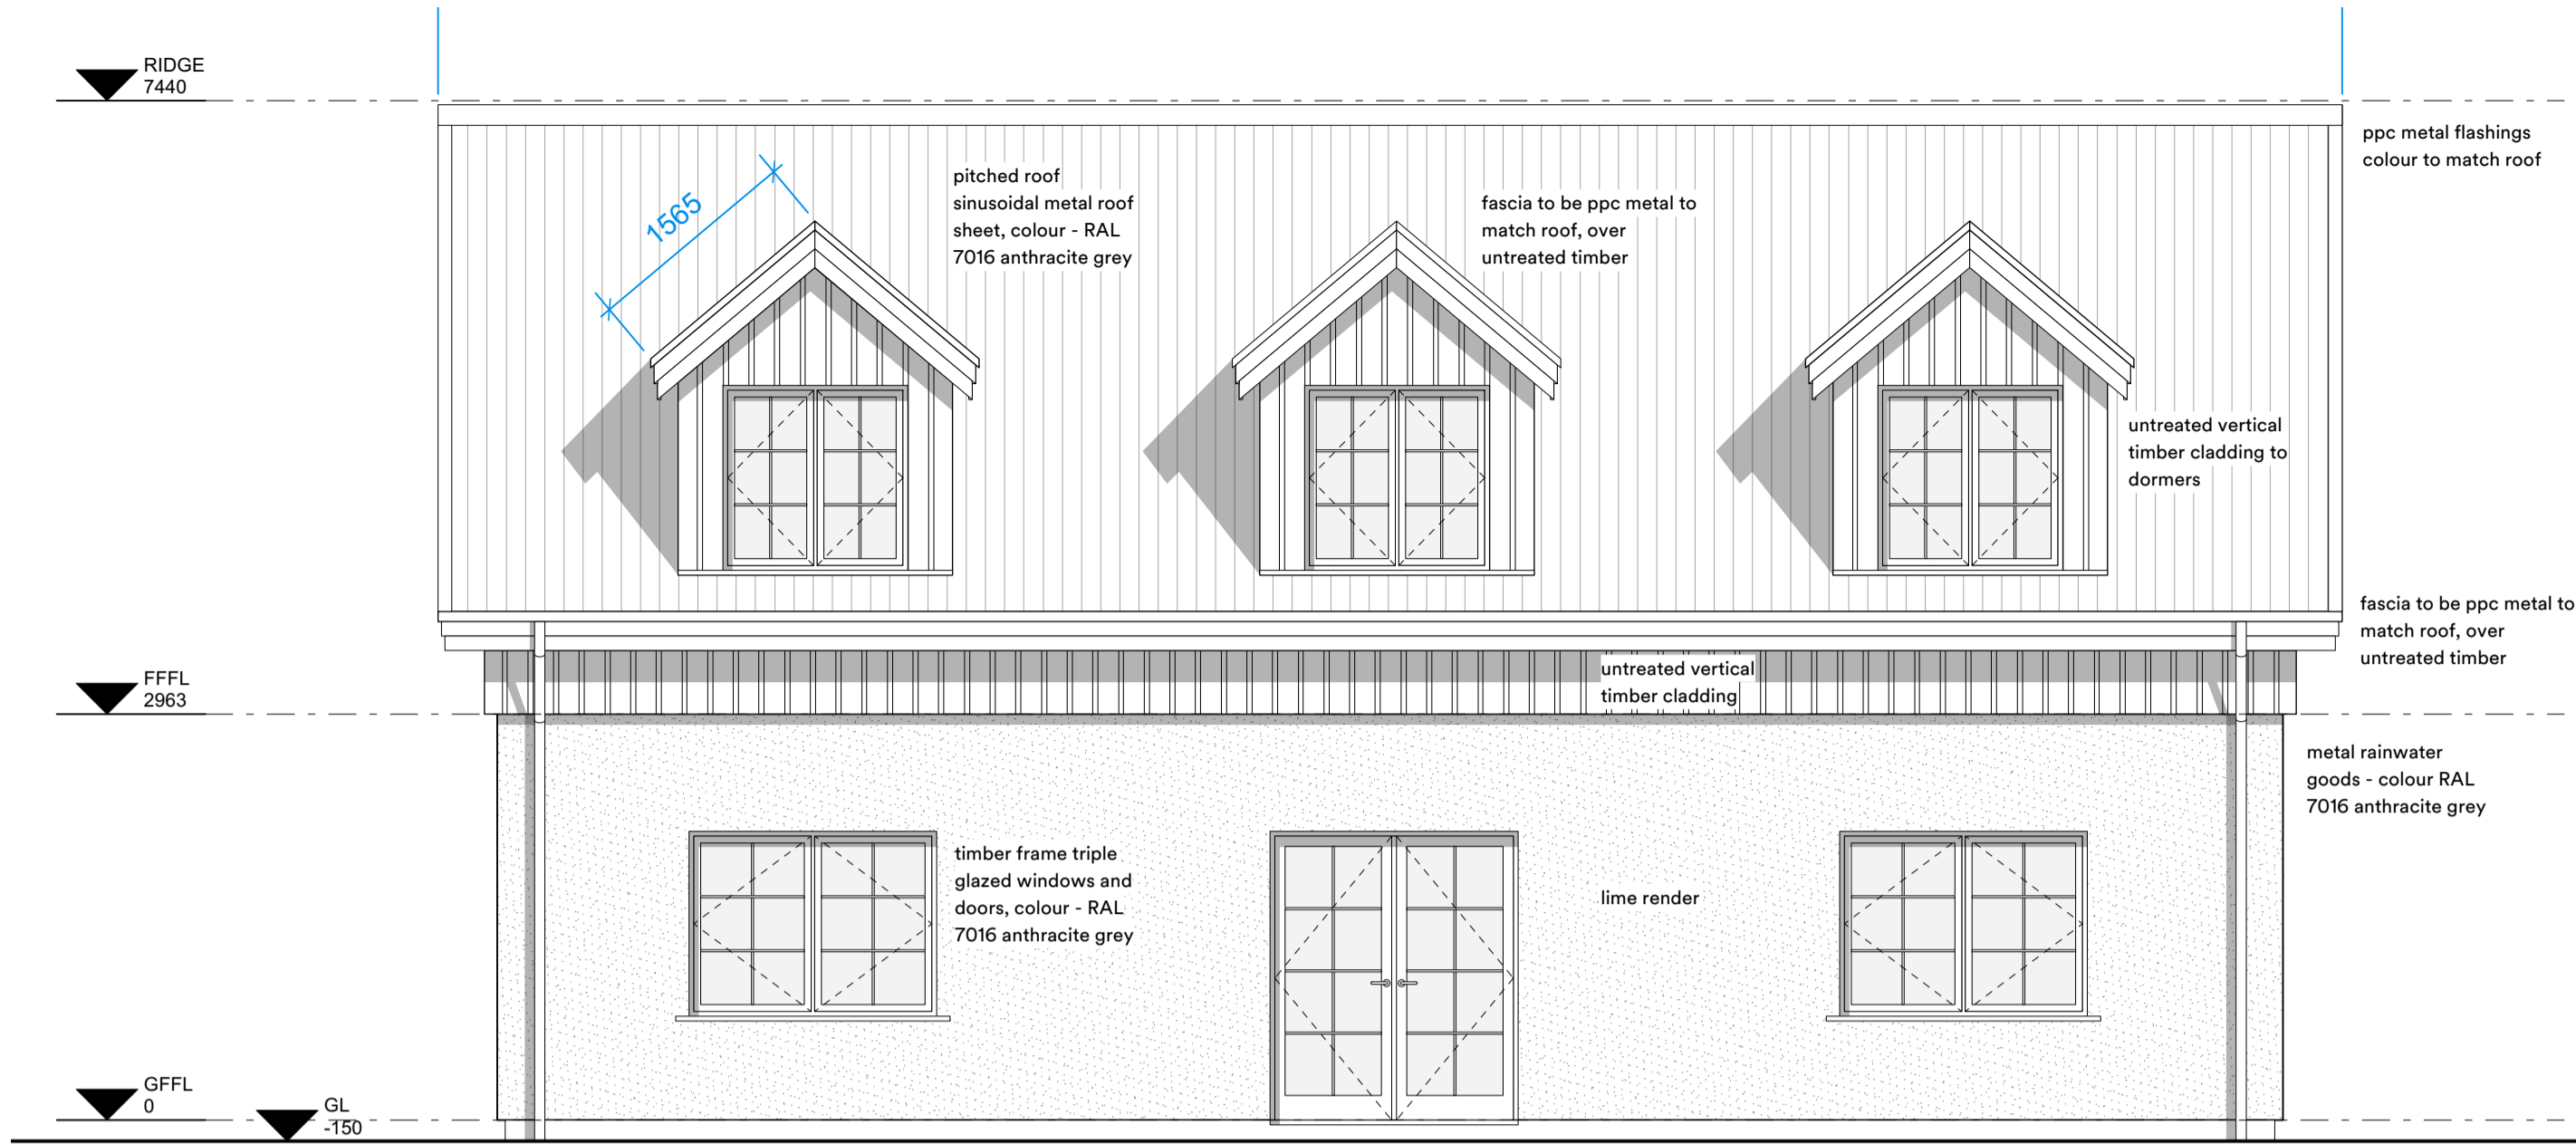 RIDGE
7440
ppc metal flashings
colour to match roof
1565
pitched roof
sinusoidal metal roof
sheet, colour - RAL
7016 anthracite grey
fascia to be ppc metal to
match roof, over
untreated timber
untreated vertical
timber cladding to
dormers
fascia to be ppc metal to
match roof, over
untreated timber
FFFL
2963
untreated vertical
timber cladding
metal rainwater
goods - colour RAL
7016 anthracite grey
timber frame triple
glazed windows and
doors, colour - RAL
7016 anthracite grey
lime render
GFFL
0
GL
-150